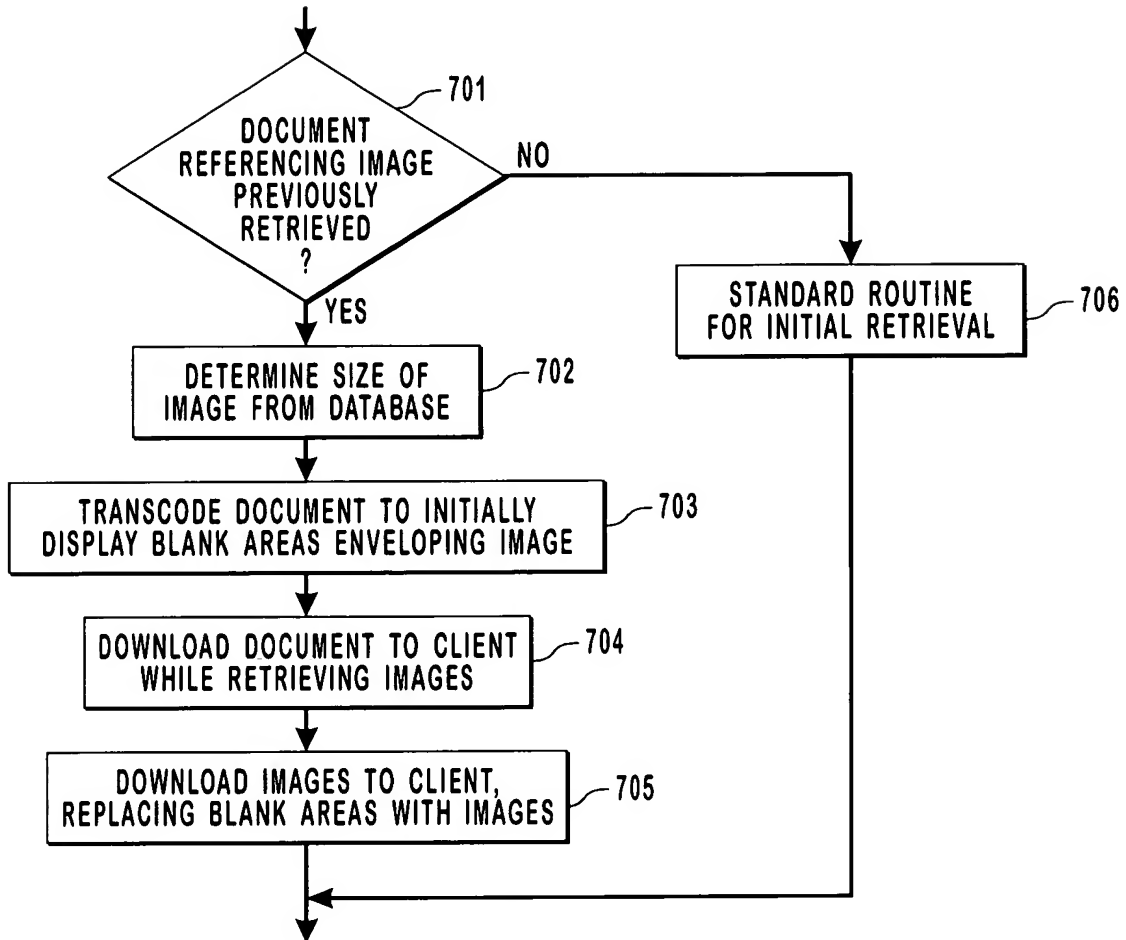 701
DOCUMENT
REFERENCING IMAGE
PREVIOUSLY
RETRIEVED
?
NO
YES
STANDARD ROUTINE
FOR INITIAL RETRIEVAL
706
DETERMINE SIZE OF
IMAGE FROM DATABASE
702
TRANSCODE DOCUMENT TO INITIALLY
DISPLAY BLANK AREAS ENVELOPING IMAGE
703
DOWNLOAD DOCUMENT TO CLIENT
WHILE RETRIEVING IMAGES
704
DOWNLOAD IMAGES TO CLIENT,
REPLACING BLANK AREAS WITH IMAGES
705